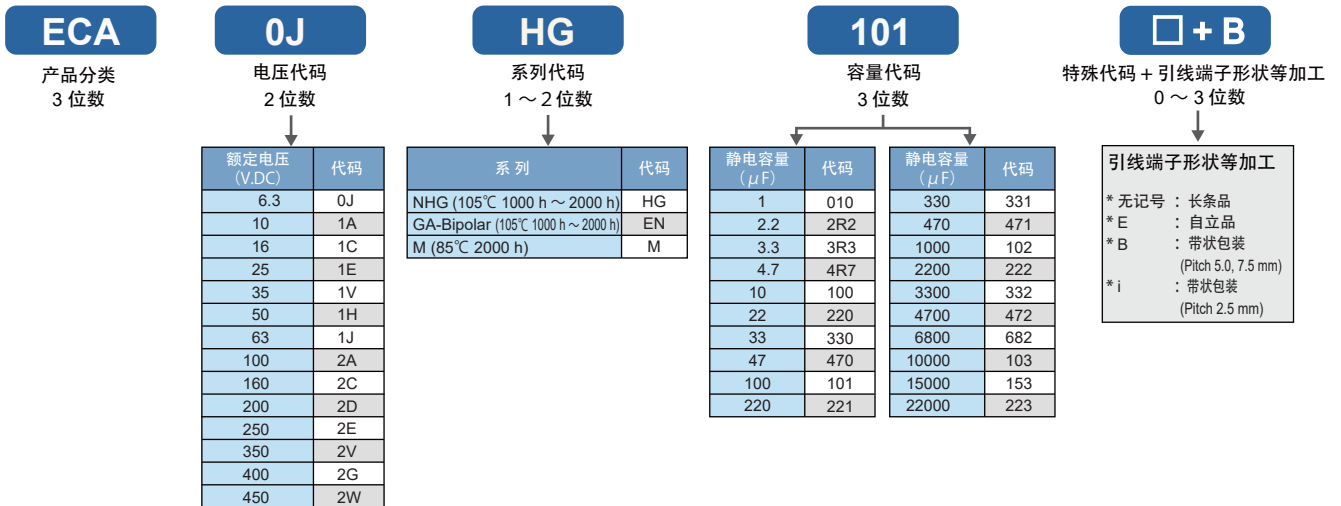 ECA 0J HG 101 □ + B
产品分类 电压代码 系列代码 容量代码 特殊代码 + 引线端子形状等加工
3 位数 2 位数 1 ～ 2 位数 3 位数 0 ～ 3 位数
额定电压 (V.DC) 代码
6.3 0J
10 1A
16 1C
25 1E
35 1V
50 1H
63 1J
100 2A
160 2C
200 2D
250 2E
350 2V
400 2G
450 2W
系 列 代码
NHG (105℃ 1000 h ～ 2000 h) HG
GA-Bipolar (105℃ 1000 h ～ 2000 h) EN
M (85℃ 2000 h) M
静电容量 (μF) 代码 静电容量 (μF) 代码
1 010 330 331
2.2 2R2 470 471
3.3 3R3 1000 102
4.7 4R7 2200 222
10 100 3300 332
22 220 4700 472
33 330 6800 682
47 470 10000 103
100 101 15000 153
220 221 22000 223
引线端子形状等加工
* 无记号 ：长条品
* E ：自立品
* B ：带状包装
(Pitch 5.0, 7.5 mm)
* i ：带状包装
(Pitch 2.5 mm)